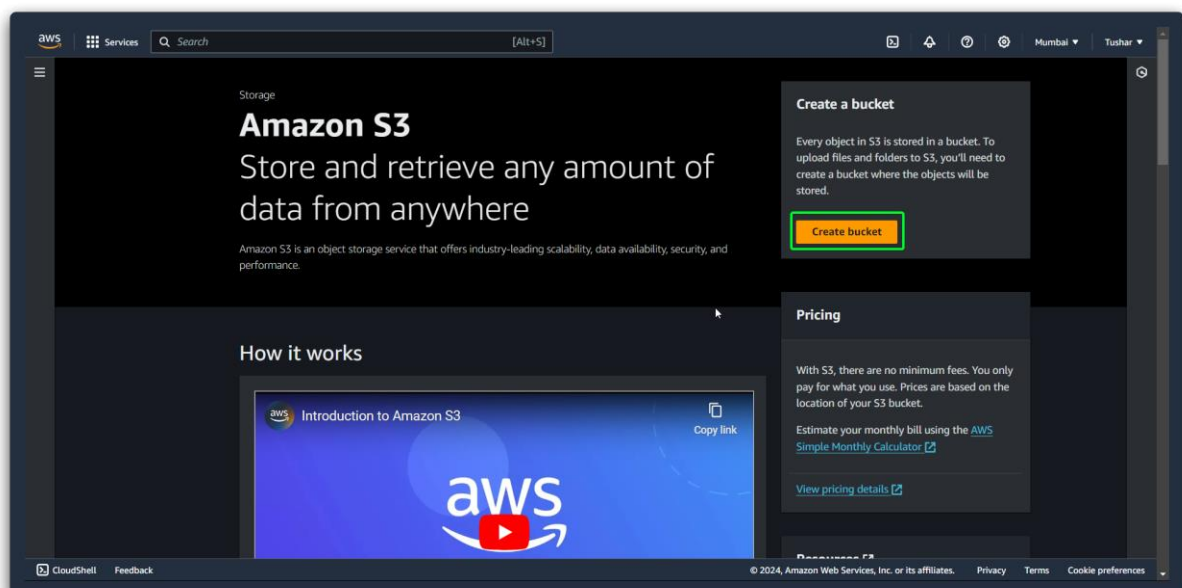 aws
Services
Search
[Alt+S]
Mumbai
Tushar
Storage
Amazon S3
Store and retrieve any amount of
data from anywhere
Amazon S3 is an object storage service that offers industry-leading scalability, data availability, security, and
performance.
Create a bucket
Every object in S3 is stored in a bucket. To
upload files and folders to S3, you'll need to
create a bucket where the objects will be
stored.
Create bucket
How it works
aws
Introduction to Amazon S3
Copy link
aws
Pricing
With S3, there are no minimum fees. You only
pay for what you use. Prices are based on the
location of your S3 bucket.
Estimate your monthly bill using the AWS
Simple Monthly Calculator
View pricing details
Resources
CloudShell
Feedback
© 2024, Amazon Web Services, Inc. or its affiliates.
Privacy
Terms
Cookie preferences